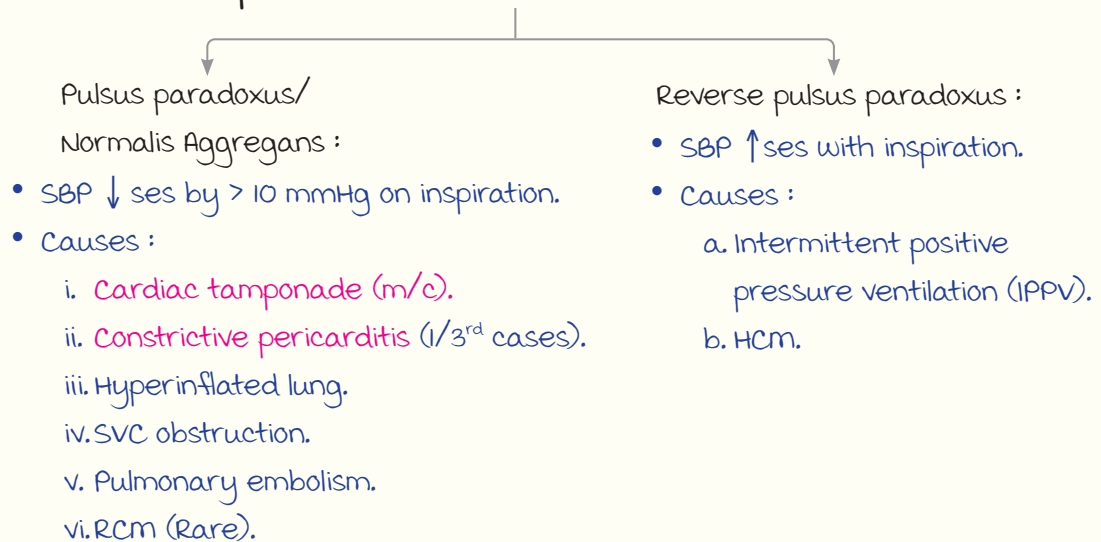 Pulsus paradoxus/
Normalis Aggregans :
• SBP ↓ ses by > 10 mmHg on inspiration.
• Causes :
i. Cardiac tamponade (m/c).
ii. Constrictive pericarditis (1/3rd cases).
iii. Hyperinflated lung.
iv. SVC obstruction.
v. Pulmonary embolism.
vi. RCM (Rare).
Reverse pulsus paradoxus :
• SBP ↑ses with inspiration.
• Causes :
a. Intermittent positive
pressure ventilation (IPPV).
b. HCM.